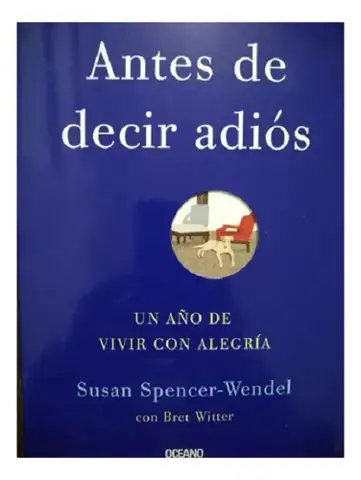 Antes de
decir adiós
UN AÑO DE
VIVIR CON ALEGRÍA
Susan Spencer-Wendel
con Bret Witter
OCEANO